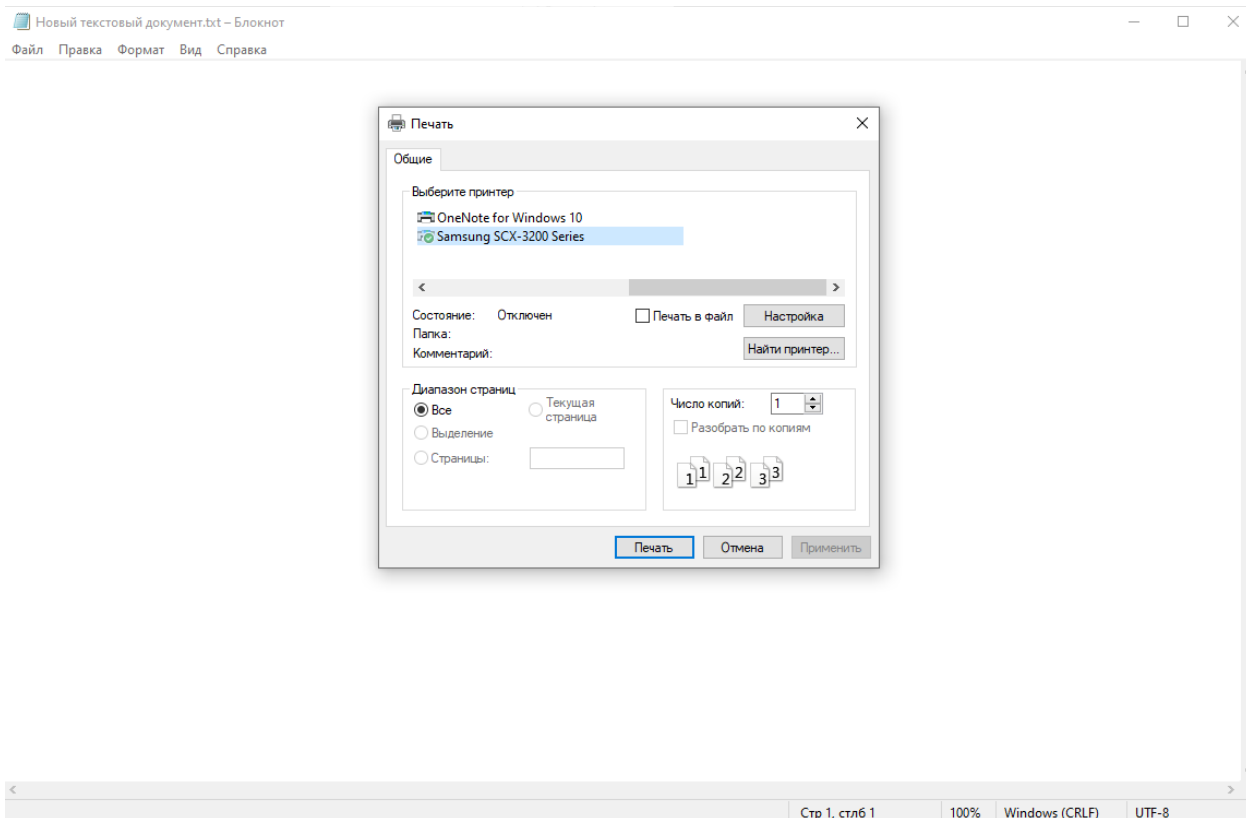 Новый текстовый документ.txt – Блокнот
Файл Правка Формат Вид Справка
Печать
Общие
Выберите принтер
OneNote for Windows 10
Samsung SCX-3200 Series
Состояние: Отключен
Папка:
Комментарий:
Печать в файл
Настройка
Найти принтер...
Диапазон страниц
Все
Текущая
страница
Выделение
Страницы:
Число копий: 1
Разобрать по копиям
1 1 2 2 3 3
Печать Отмена Применить
Стр 1, стлб 1 100% Windows (CRLF) UTF-8